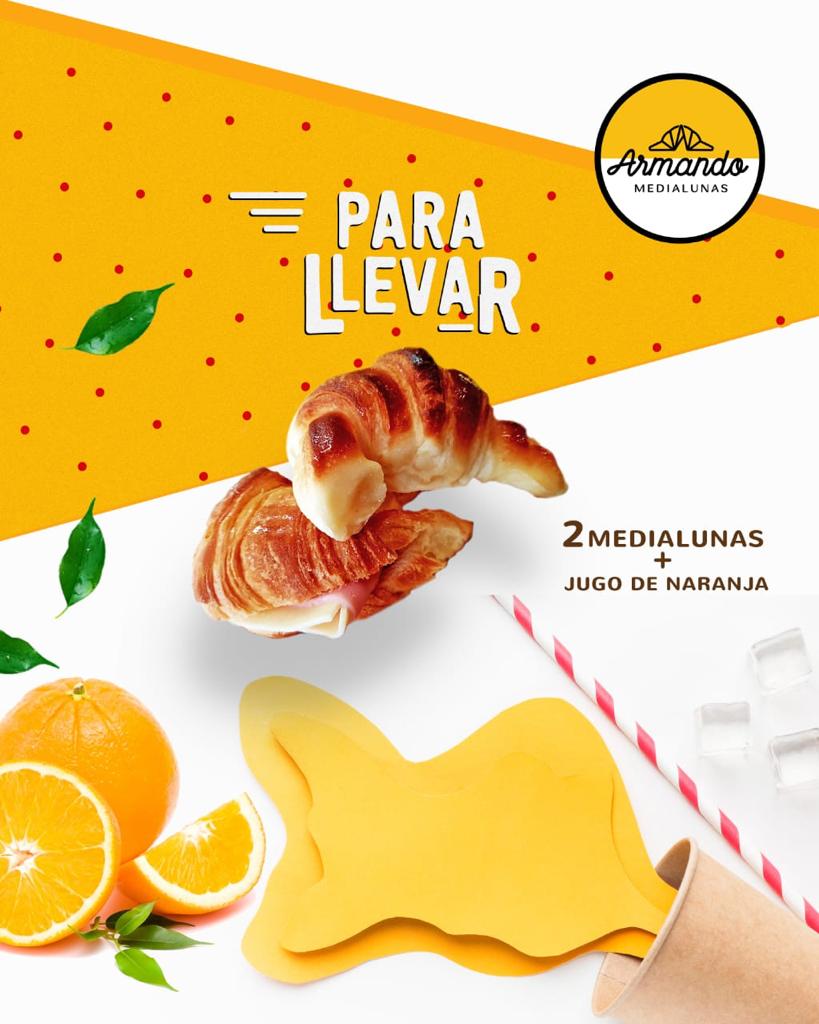 Armando
MEDIALUNAS
PARA
LLEVAR
2 MEDIALUNAS
+
JUGO DE NARANJA